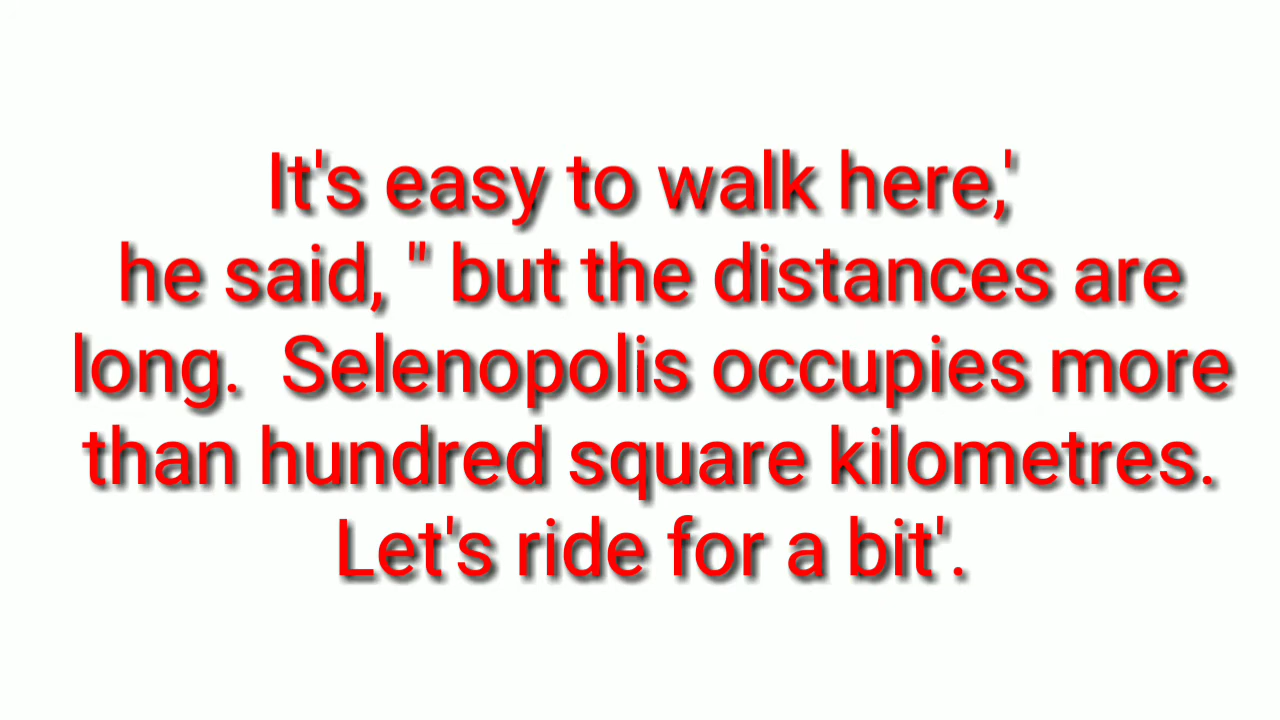 It's easy to walk here,'
he said, " but the distances are
long.  Selenopolis occupies more
than hundred square kilometres.
Let's ride for a bit'.